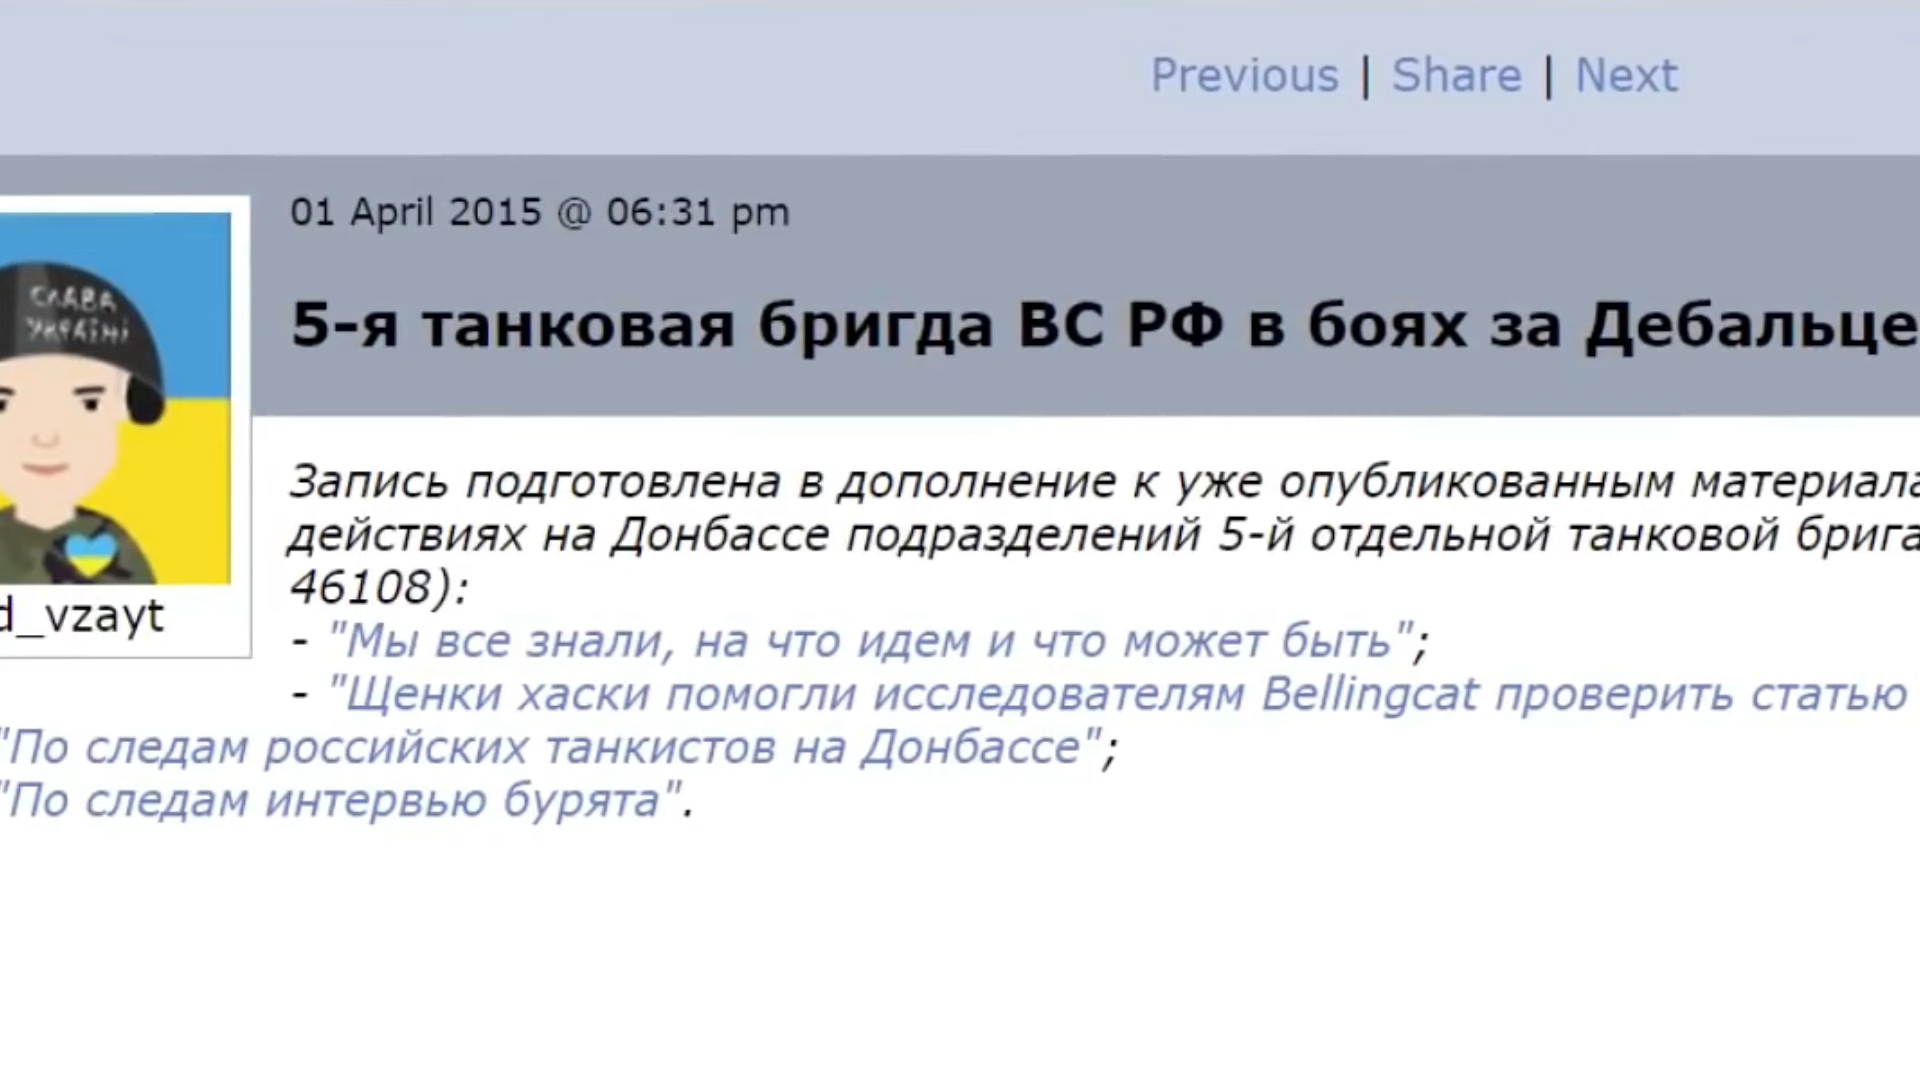 Previous | Share | Next
01 April 2015 @ 06:31 pm
5-я танковая бригда ВС РФ в боях за Дебальце
СЛАВА
УКРАЇНІ
Запись подготовлена в дополнение к уже опубликованным материала
действиях на Донбассе подразделений 5-й отдельной танковой брига
46108):
d_vzayt
- "Мы все знали, на что идем и что может быть";
- "Щенки хаски помогли исследователям Bellingcat проверить статью
"По следам российских танкистов на Донбассе";
"По следам интервью бурята".